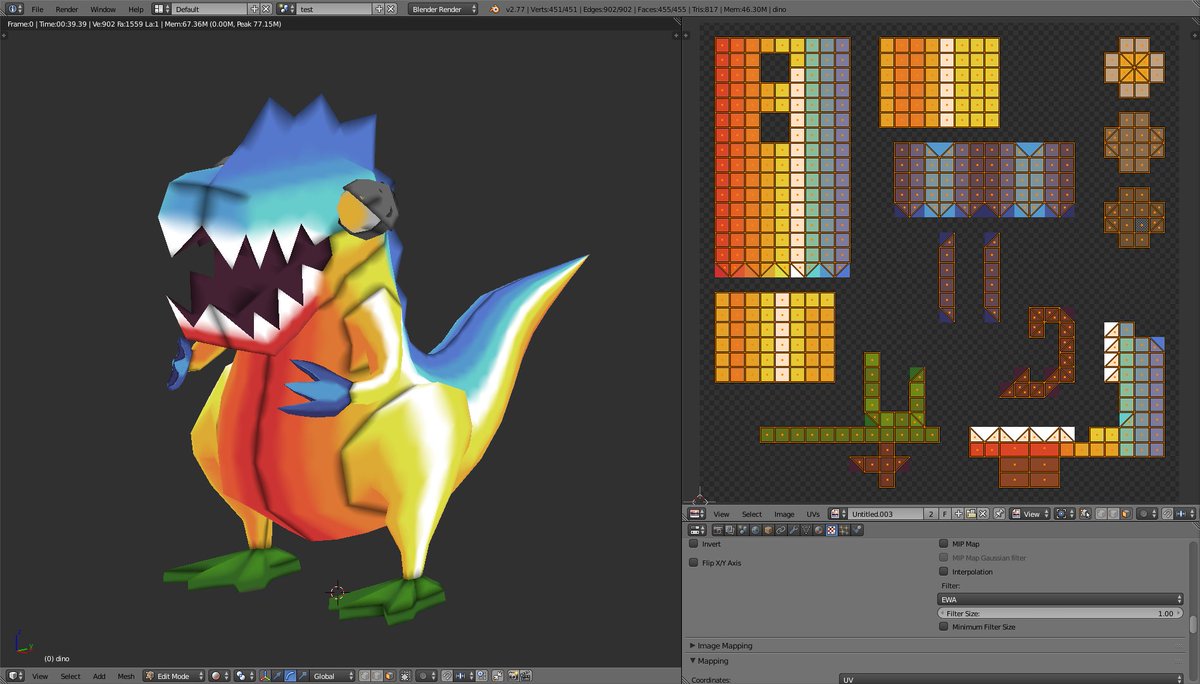 File Render Window Help Default test Blender Render v2.77 | Verts:451/451 | Edges:902/902 | Faces:455/455 | Tris:817 | Mem:46.30M | dino
Frame:0 | Time:00:39.39 | Ve:902 Fa:1559 La:1 | Mem:67.36M (0.00M, Peak 77.15M)
(0) dino
View Select Add Mesh Edit Mode Global
View Select Image UVs Untitled.003 2 F View
Invert
Flip X/Y Axis
MIP Map
MIP Map Gaussian filter
Interpolation
Filter:
EWA
Filter Size: 1.00
Minimum Filter Size
Image Mapping
Mapping
Coordinates: UV